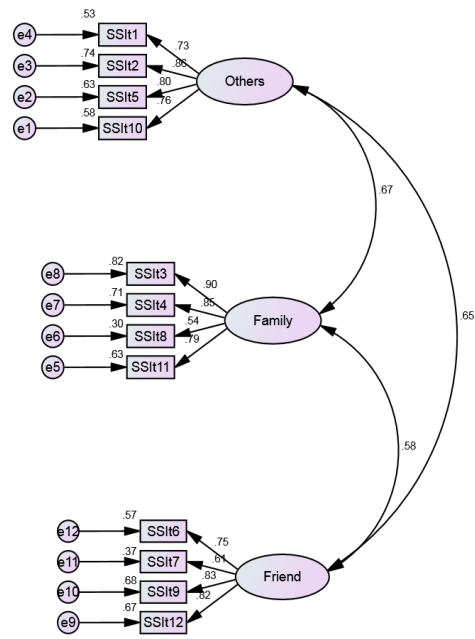 .53
e4 SSIt1 .73
.74
e3 SSIt2 .86 Others
.63
e2 SSIt5 .80
.58 .76
e1 SSIt10
.67
.82
e8 SSIt3 .90
.71
e7 SSIt4 .85 Family
.30 .54
e6 SSIt8 .79
.63
e5 SSIt11
.65
.58
.57
e12 SSIt6 .75
.37
e11 SSIt7 .61
.68 .83 Friend
e10 SSIt9
.67 .82
e9 SSIt12